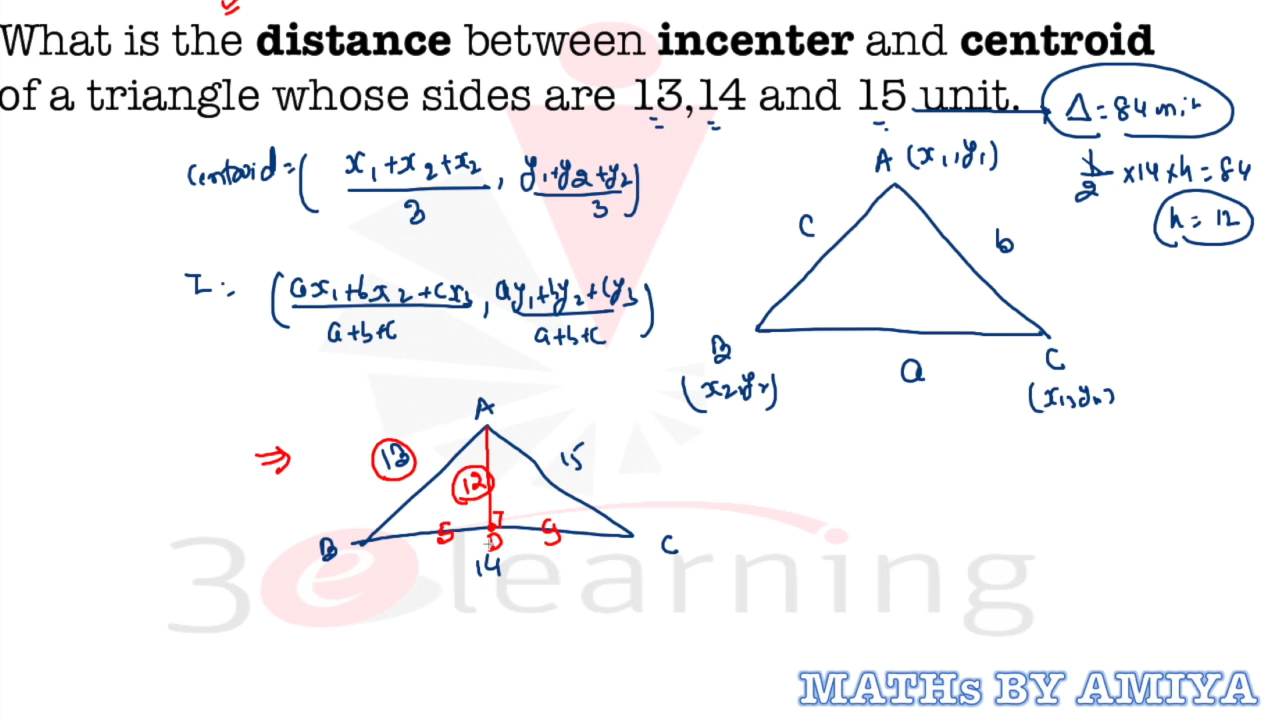 What is the distance between incenter and centroid
of a triangle whose sides are 13,14 and 15 unit.
Δ = 84 unit
A (x₁, y₁)
Centroid = ( x₁+x₂+x₂ / 3 , y₁+y₂+y₂ / 3 )
1/2 × 14 × h = 84
h = 12
C
b
I :- ( ax₁+bx₂+cx₃ / a+b+c , ay₁+by₂+cy₃ / a+b+c )
B
a
C
(x₂, y₂)
A
⇒ 13 12 15
B 5 D 9 C
14
3elearning
MATHs BY AMIYA